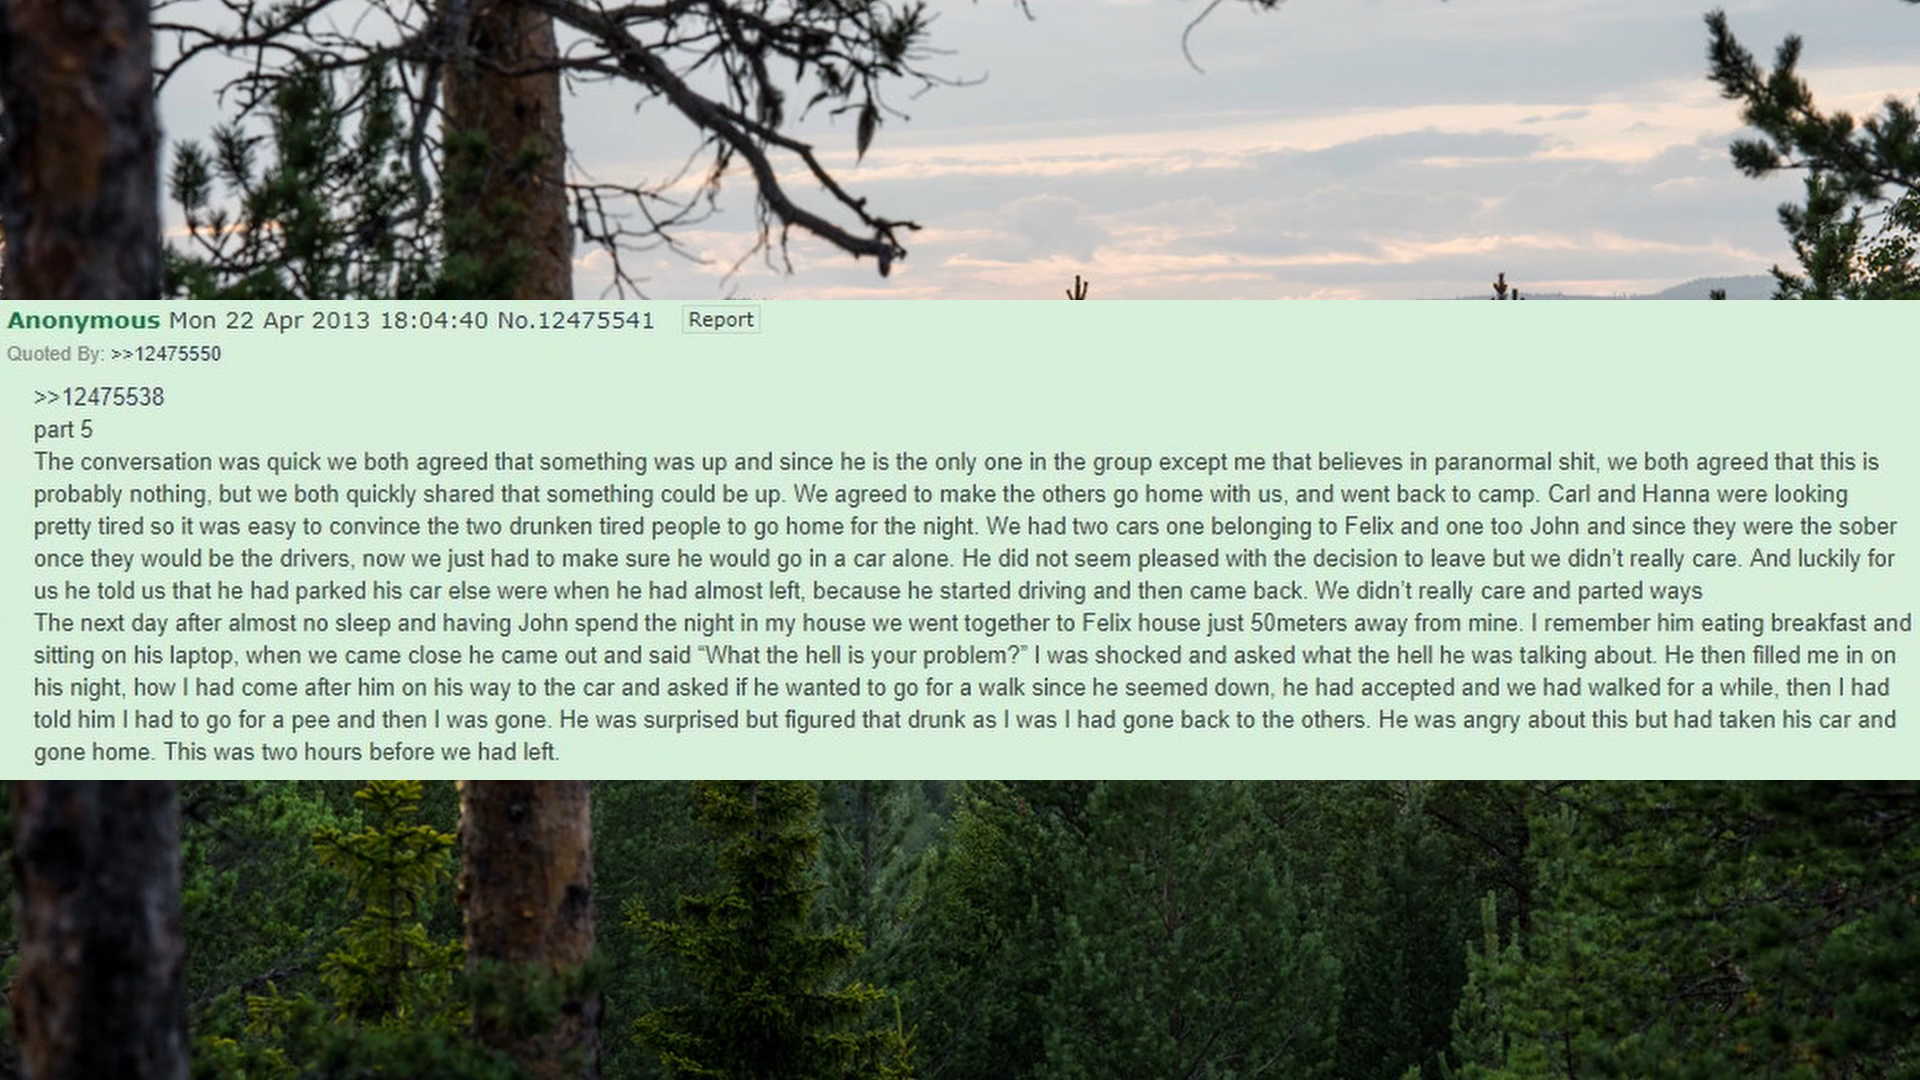 Anonymous Mon 22 Apr 2013 18:04:40 No.12475541 Report
Quoted By: >>12475550
>>12475538
part 5
The conversation was quick we both agreed that something was up and since he is the only one in the group except me that believes in paranormal shit, we both agreed that this is
probably nothing, but we both quickly shared that something could be up. We agreed to make the others go home with us, and went back to camp. Carl and Hanna were looking
pretty tired so it was easy to convince the two drunken tired people to go home for the night. We had two cars one belonging to Felix and one too John and since they were the sober
once they would be the drivers, now we just had to make sure he would go in a car alone. He did not seem pleased with the decision to leave but we didn’t really care. And luckily for
us he told us that he had parked his car else were when he had almost left, because he started driving and then came back. We didn’t really care and parted ways
The next day after almost no sleep and having John spend the night in my house we went together to Felix house just 50meters away from mine. I remember him eating breakfast and
sitting on his laptop, when we came close he came out and said “What the hell is your problem?” I was shocked and asked what the hell he was talking about. He then filled me in on
his night, how I had come after him on his way to the car and asked if he wanted to go for a walk since he seemed down, he had accepted and we had walked for a while, then I had
told him I had to go for a pee and then I was gone. He was surprised but figured that drunk as I was I had gone back to the others. He was angry about this but had taken his car and
gone home. This was two hours before we had left.